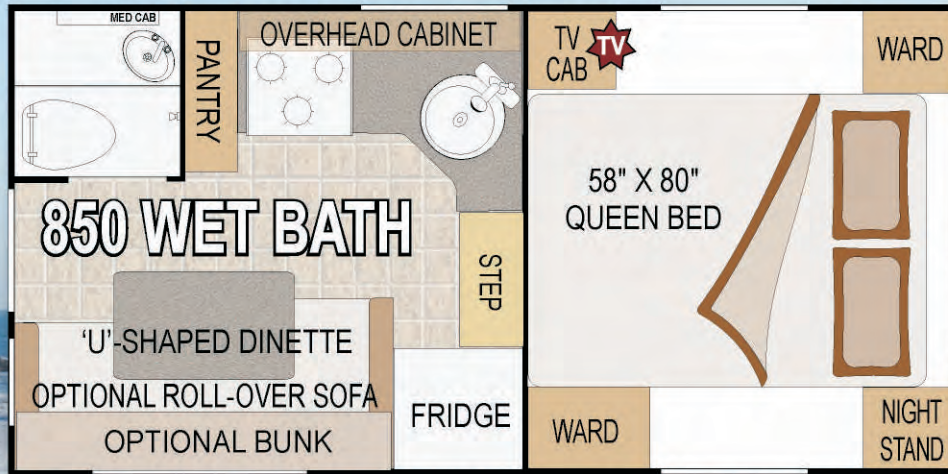 MED CAB
PANTRY
OVERHEAD CABINET
TV
CAB
TV
WARD
58" X 80"
QUEEN BED
850 WET BATH
STEP
'U'-SHAPED DINETTE
OPTIONAL ROLL-OVER SOFA
OPTIONAL BUNK
FRIDGE
WARD
NIGHT
STAND